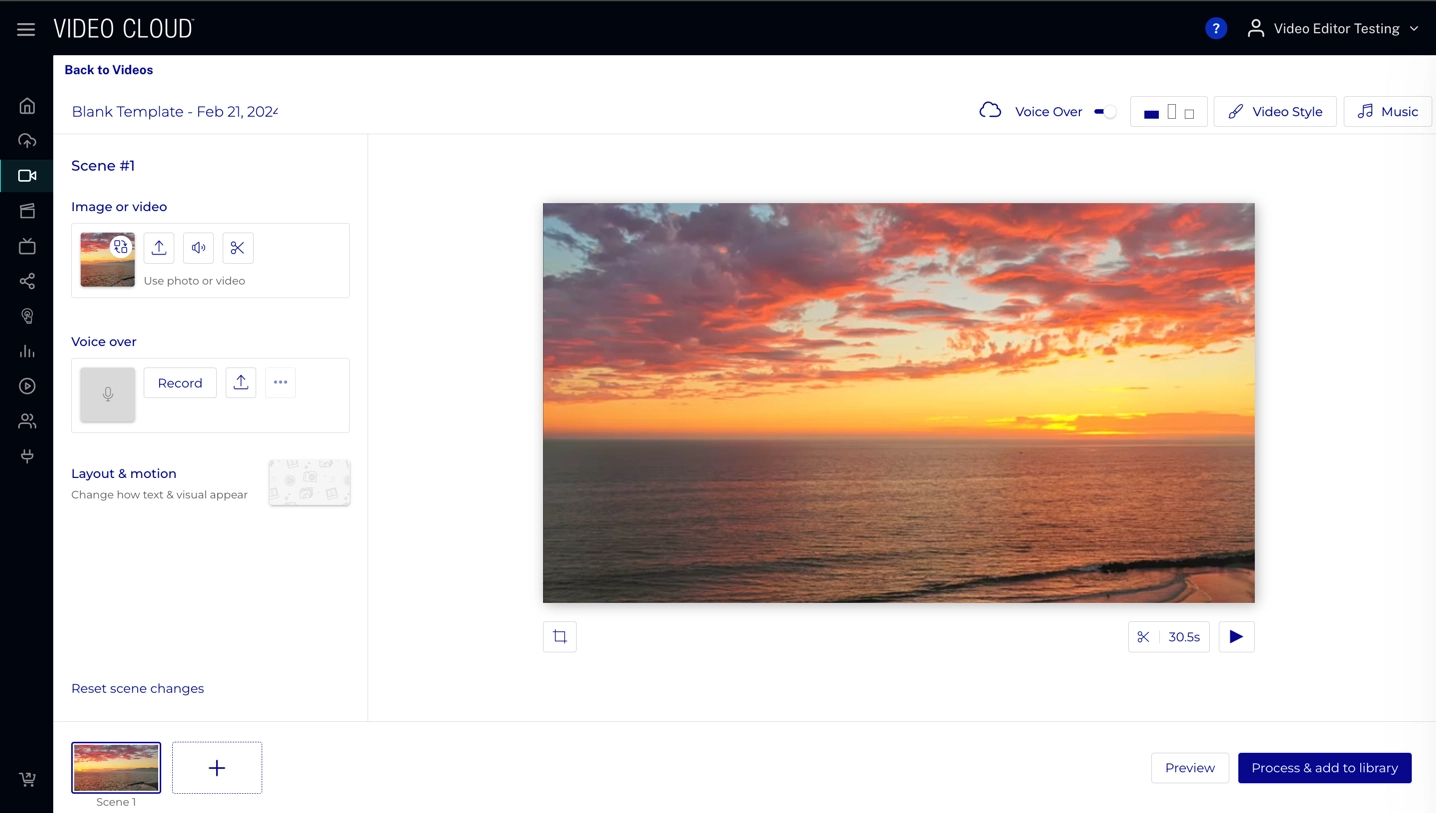 VIDEO CLOUD
?
Video Editor Testing
Back to Videos
Blank Template - Feb 21, 2024
Voice Over
Video Style
Music
Scene #1
Image or video
Use photo or video
Voice over
Record
Layout & motion
Change how text & visual appear
30.5s
Reset scene changes
Scene 1
Preview
Process & add to library